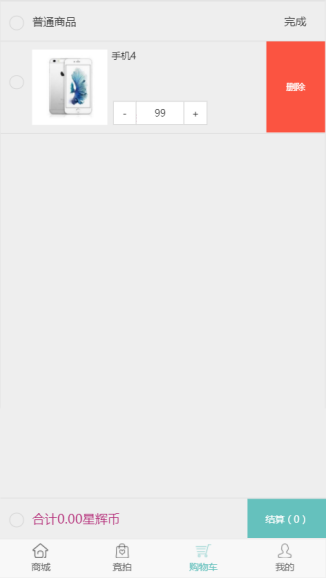 普通商品 完成
手机4
删除
- 99 +
合计0.00星辉币 结算 ( 0 )
商城 竞拍 购物车 我的